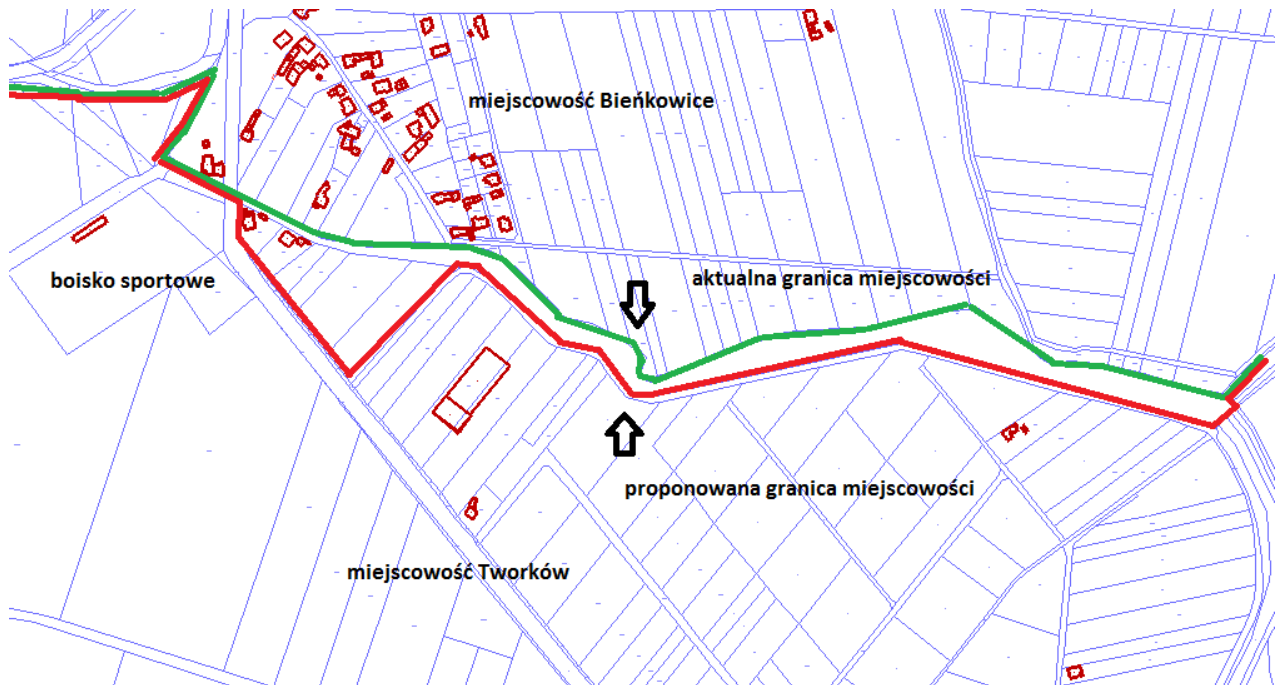 miejscowość Bieńkowice
boisko sportowe
aktualna granica miejscowości
proponowana granica miejscowości
miejscowość Tworków